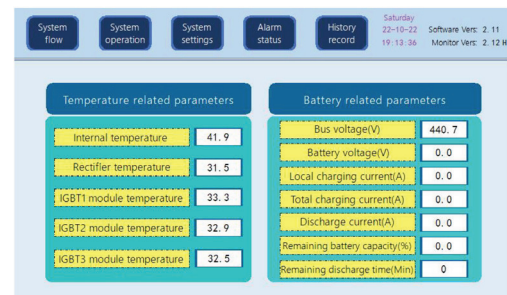 System flow
System operation
System settings
Alarm status
History record
Saturday
22-10-22
19:13:36
Software Vers: 2. 11
Monitor Vers: 2. 12 H
Temperature related parameters
Internal temperature 41. 9
Rectifier temperature 31. 5
IGBT1 module temperature 33. 3
IGBT2 module temperature 32. 9
IGBT3 module temperature 32. 5
Battery related parameters
Bus voltage(V) 440. 7
Battery voltage(V) 0. 0
Local charging current(A) 0. 0
Total charging current(A) 0. 0
Discharge current(A) 0. 0
Remaining battery capacity(%) 0. 0
Remaining discharge time(Min) 0